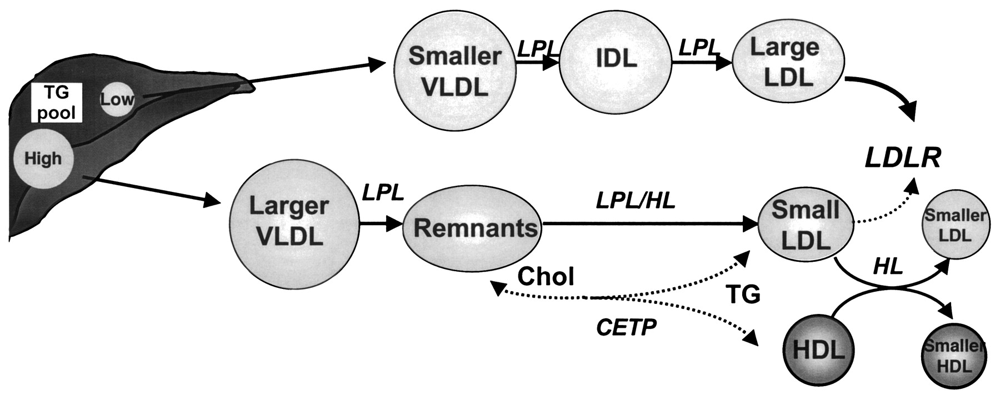 TG
pool
Low
High
Smaller
VLDL
LPL
IDL
LPL
Large
LDL
LDLR
Larger
VLDL
LPL
Remnants
LPL/HL
Small
LDL
Smaller
LDL
Chol
TG
CETP
HL
HDL
Smaller
HDL